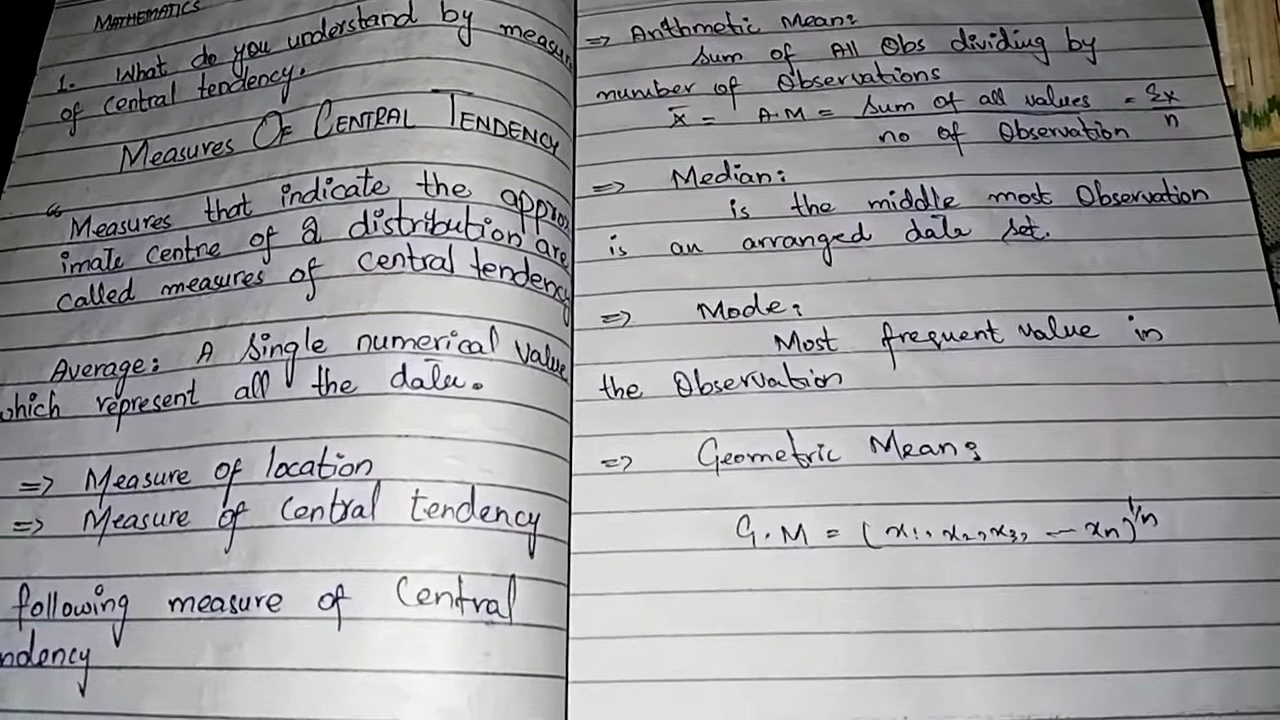 MATHEMATICS
1. What do you understand by measur
of central tendency.
MEASURES OF CENTRAL TENDENCY
"Measures that indicate the approx
imate centre of a distribution are
called measures of central tendency
Average: A single numerical value
which represent all the data.
=> Measure of location
=> Measure of Central tendency
following measure of Central
ndency
=> Arithmetic Mean:
Sum of All Obs dividing by
number of Observations
x̄ = A.M = Sum of all values / no of Observation = Σx / n
=> Median:
is the middle most Observation
is an arranged data set.
=> Mode:
Most frequent value in
the Observation
=> Geometric Mean:
G.M = (x1, x2, x3, --- xn)^1/n